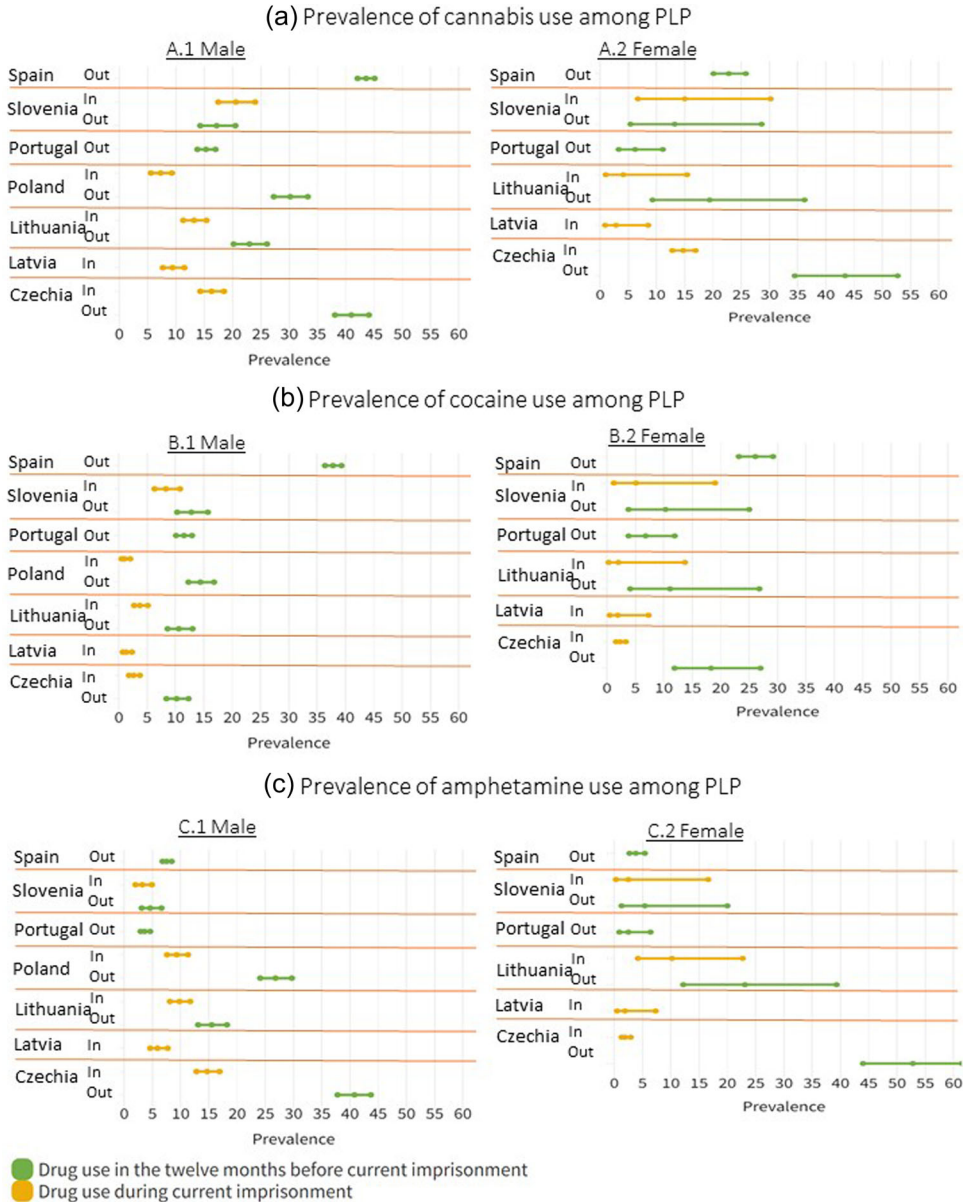 (a) Prevalence of cannabis use among PLP
A.1 Male
Spain Out
Slovenia In
Out
Portugal Out
Poland In
Out
Lithuania In
Out
Latvia In
Czechia In
Out
0 5 10 15 20 25 30 35 40 45 50 55 60
Prevalence
A.2 Female
Spain Out
Slovenia In
Out
Portugal Out
Lithuania In
Out
Latvia In
Czechia In
Out
0 5 10 15 20 25 30 35 40 45 50 55 60
Prevalence
(b) Prevalence of cocaine use among PLP
B.1 Male
Spain Out
Slovenia In
Out
Portugal Out
Poland In
Out
Lithuania In
Out
Latvia In
Czechia In
Out
0 5 10 15 20 25 30 35 40 45 50 55 60
Prevalence
B.2 Female
Spain Out
Slovenia In
Out
Portugal Out
Lithuania In
Out
Latvia In
Czechia In
Out
0 5 10 15 20 25 30 35 40 45 50 55 60
Prevalence
(c) Prevalence of amphetamine use among PLP
C.1 Male
Spain Out
Slovenia In
Out
Portugal Out
Poland In
Out
Lithuania In
Out
Latvia In
Czechia In
Out
0 5 10 15 20 25 30 35 40 45 50 55 60
Prevalence
C.2 Female
Spain Out
Slovenia In
Out
Portugal Out
Lithuania In
Out
Latvia In
Czechia In
Out
0 5 10 15 20 25 30 35 40 45 50 55 60
Prevalence
Drug use in the twelve months before current imprisonment
Drug use during current imprisonment